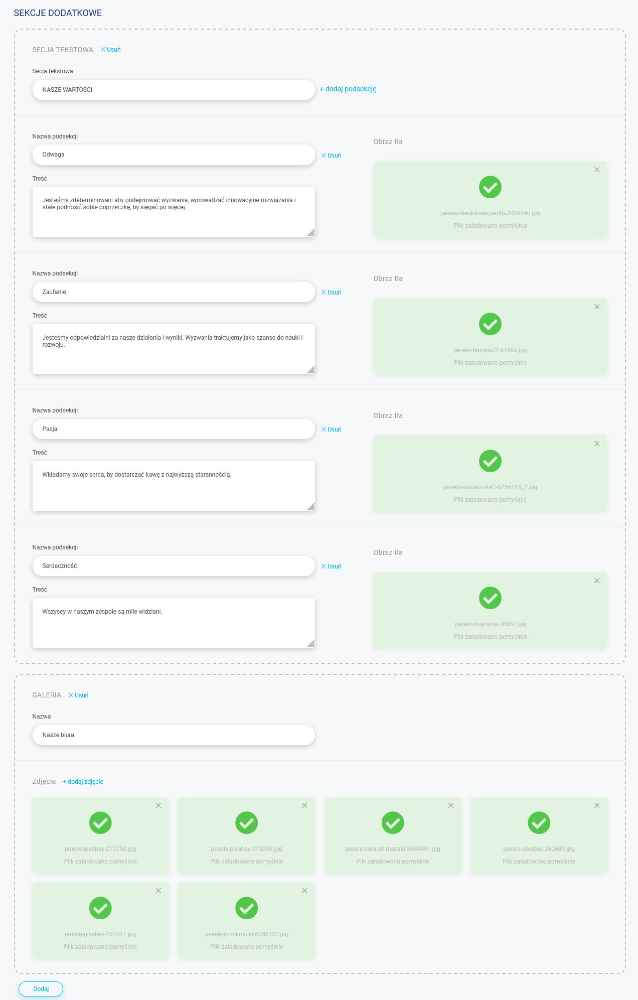 SEKCJE DODATKOWE
SECJA TEKSTOWA Usuń
Secja tekstowa
NASZE WARTOŚCI + dodaj podsekcję
Nazwa podsekcji
Obraz tła
Odwaga Usuń
Treść
Jesteśmy zdeterminowani aby podejmować wyzwania, wprowadzać innowacyjne rozwiązania i
stale podnosić sobie poprzeczkę, by sięgać po więcej.
pexels-olenka-sergienko-3806690.jpg
Plik załadowano pomyślnie
Nazwa podsekcji
Obraz tła
Zaufanie Usuń
Treść
Jesteśmy odpowiedzialni za nasze działania i wyniki. Wyzwania traktujemy jako szanse do nauki i
rozwoju.
pexels-fauxels-3184465.jpg
Plik załadowano pomyślnie
Nazwa podsekcji
Obraz tła
Pasja Usuń
Treść
Wkładamy swoje serca, by dostarczać kawę z najwyższą starannością.
pexels-samson-katt-5256145_2.jpg
Plik załadowano pomyślnie
Nazwa podsekcji
Obraz tła
Serdeczność Usuń
Treść
Wszyscy w naszym zespole są mile widziani.
pexels-snapwire-38867.jpg
Plik załadowano pomyślnie
GALERIA Usuń
Nazwa
Nasze biura
Zdjęcia + dodaj zdjęcie
pexels-pixabay-273750.jpg
Plik załadowano pomyślnie
pexels-pixabay-273209.jpg
Plik załadowano pomyślnie
pexels-sora-shimazaki-5668491.jpg
Plik załadowano pomyślnie
pexels-pixabay-260689.jpg
Plik załadowano pomyślnie
pexels-pixabay-164547.jpg
Plik załadowano pomyślnie
pexels-ono-kosuki-6000137.jpg
Plik załadowano pomyślnie
Dodaj